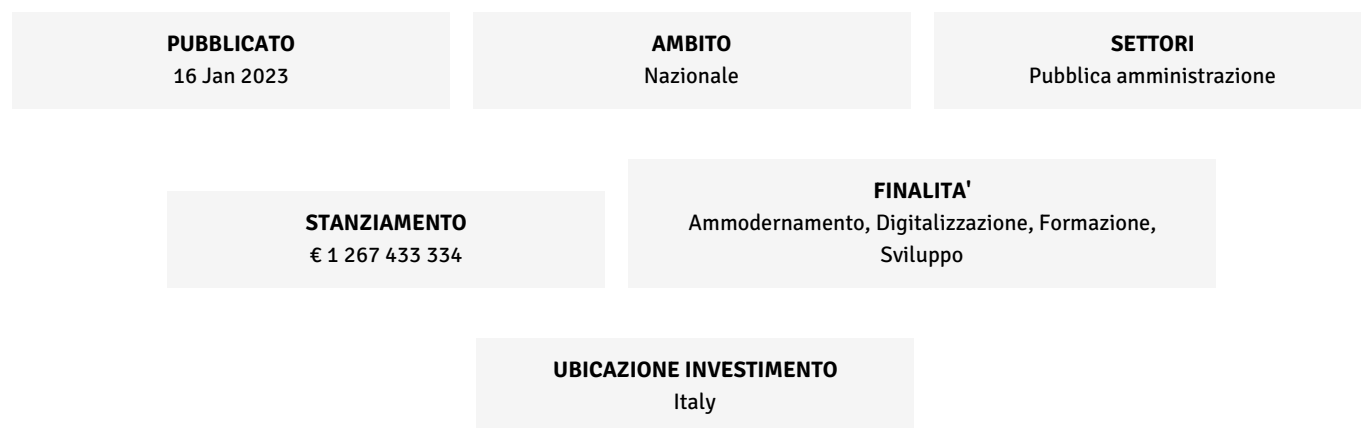 PUBBLICATO
16 Jan 2023
AMBITO
Nazionale
SETTORI
Pubblica amministrazione
STANZIAMENTO
€ 1 267 433 334
FINALITA'
Ammodernamento, Digitalizzazione, Formazione,
Sviluppo
UBICAZIONE INVESTIMENTO
Italy